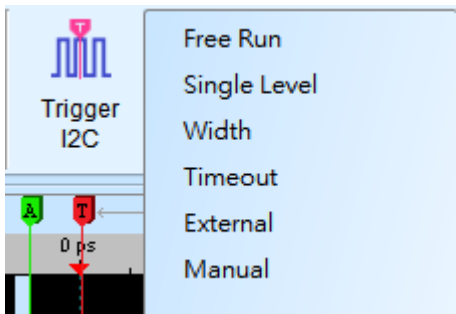 T
Trigger
I2C
A
T
0 ps
Free Run
Single Level
Width
Timeout
External
Manual